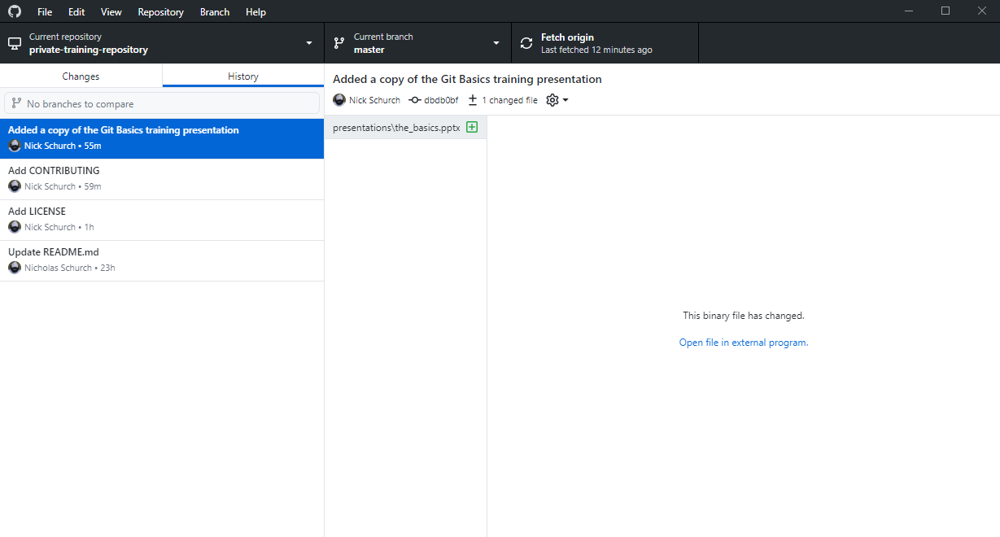 File Edit View Repository Branch Help
Current repository
private-training-repository
Current branch
master
Fetch origin
Last fetched 12 minutes ago
Changes
History
No branches to compare
Added a copy of the Git Basics training presentation
Nick Schurch • 55m
Add CONTRIBUTING
Nick Schurch • 59m
Add LICENSE
Nick Schurch • 1h
Update README.md
Nicholas Schurch • 23h
Added a copy of the Git Basics training presentation
Nick Schurch dbdb0bf 1 changed file
presentations\the_basics.pptx
This binary file has changed.
Open file in external program.